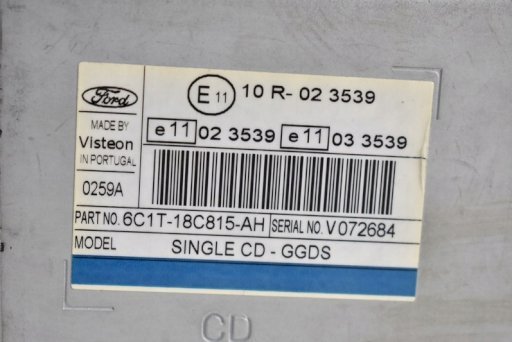 Ford
E 11 10 R- 02 3539
MADE BY
Visteon
IN PORTUGAL
e 11 02 3539 e 11 03 3539
0259A
PART NO. 6C1T-18C815-AH SERIAL NO. V072684
MODEL SINGLE CD - GGDS
CD